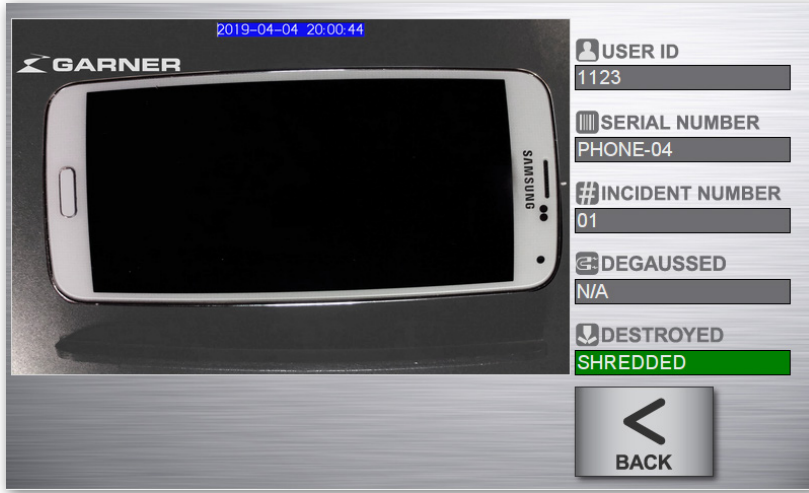 2019-04-04 20:00:44
GARNER
SAMSUNG
USER ID
1123
SERIAL NUMBER
PHONE-04
INCIDENT NUMBER
01
DEGAUSSED
N/A
DESTROYED
SHREDDED
BACK